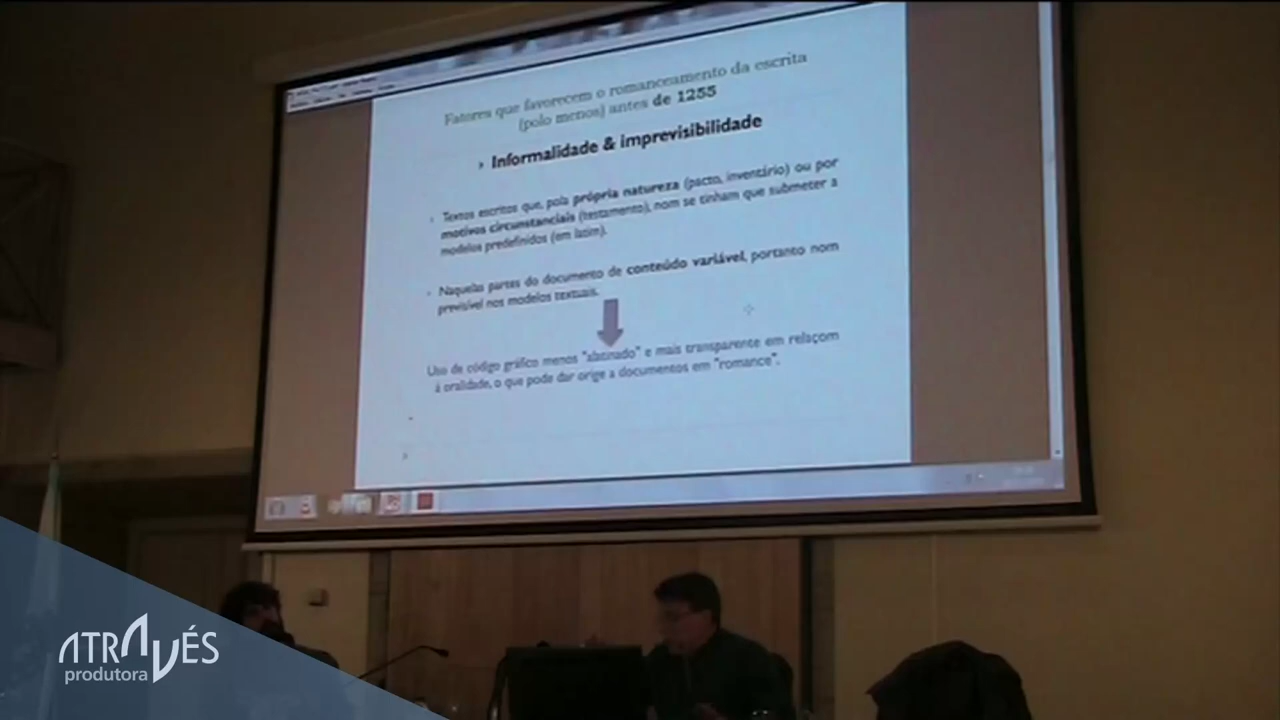 Fatores que favorecem o romanceamento da escrita
(polo menos) antes de 1255
Informalidade & imprevisibilidade
Textos escritos que, pola própria natureza (pacto, inventário) ou por
motivos circunstanciais (testamento), nom se tinham que submeter a
modelos predefinidos (em latim).
Naquelas partes do documento de conteúdo variável, portanto nom
previsível nos modelos textuais.
Uso de código gráfico menos "alatinado" e mais transparente em relaçom
à oralidade, o que pode dar orige a documentos em "romance".
ATRAVÉS
produtora